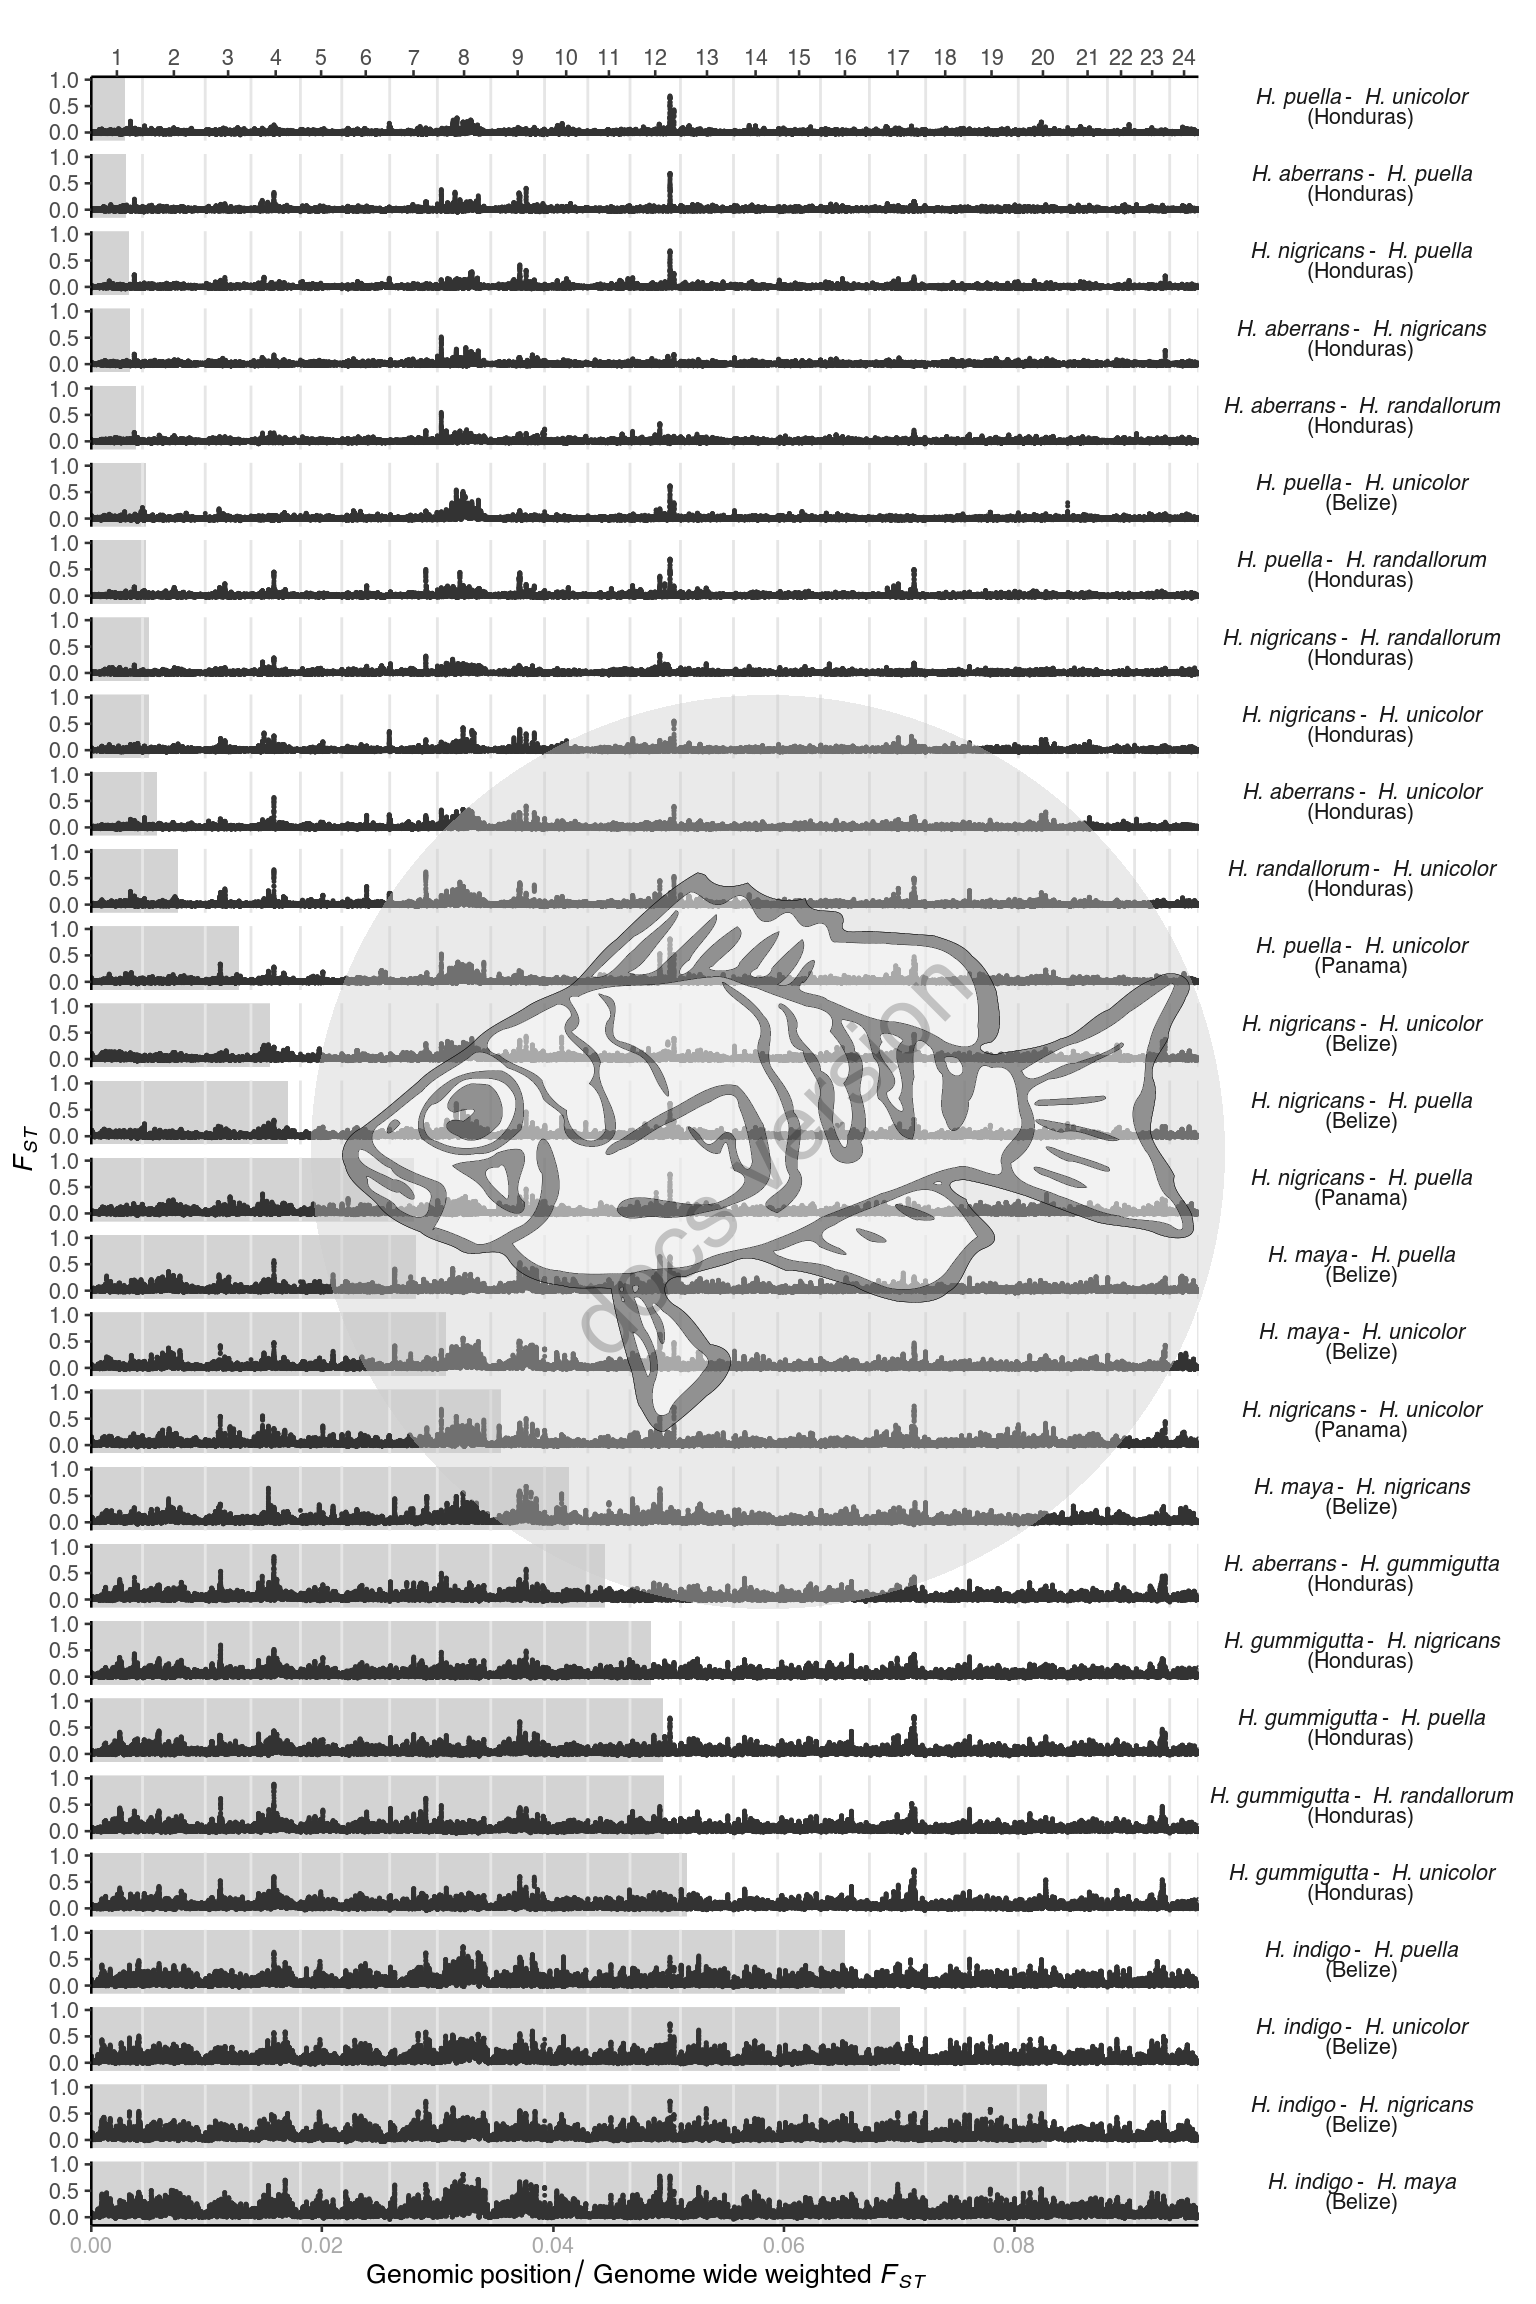 1 2 3 4 5 6 7 8 9 10 11 12 13 14 15 16 17 18 19 20 21 22 23 24
1.0
0.5
0.0
H. puella - H. unicolor
(Honduras)
1.0
0.5
0.0
H. aberrans - H. puella
(Honduras)
1.0
0.5
0.0
H. nigricans - H. puella
(Honduras)
1.0
0.5
0.0
H. aberrans - H. nigricans
(Honduras)
1.0
0.5
0.0
H. aberrans - H. randallorum
(Honduras)
1.0
0.5
0.0
H. puella - H. unicolor
(Belize)
1.0
0.5
0.0
H. puella - H. randallorum
(Honduras)
1.0
0.5
0.0
H. nigricans - H. randallorum
(Honduras)
1.0
0.5
0.0
H. nigricans - H. unicolor
(Honduras)
1.0
0.5
0.0
H. aberrans - H. unicolor
(Honduras)
1.0
0.5
0.0
H. randallorum - H. unicolor
(Honduras)
1.0
0.5
0.0
H. puella - H. unicolor
(Panama)
1.0
0.5
0.0
H. nigricans - H. unicolor
(Belize)
1.0
0.5
0.0
H. nigricans - H. puella
(Belize)
1.0
0.5
0.0
H. nigricans - H. puella
(Panama)
1.0
0.5
0.0
H. maya - H. puella
(Belize)
1.0
0.5
0.0
H. maya - H. unicolor
(Belize)
1.0
0.5
0.0
H. nigricans - H. unicolor
(Panama)
1.0
0.5
0.0
H. maya - H. nigricans
(Belize)
1.0
0.5
0.0
H. aberrans - H. gummigutta
(Honduras)
1.0
0.5
0.0
H. gummigutta - H. nigricans
(Honduras)
1.0
0.5
0.0
H. gummigutta - H. puella
(Honduras)
1.0
0.5
0.0
H. gummigutta - H. randallorum
(Honduras)
1.0
0.5
0.0
H. gummigutta - H. unicolor
(Honduras)
1.0
0.5
0.0
H. indigo - H. puella
(Belize)
1.0
0.5
0.0
H. indigo - H. unicolor
(Belize)
1.0
0.5
0.0
H. indigo - H. nigricans
(Belize)
1.0
0.5
0.0
H. indigo - H. maya
(Belize)
FST
docs version
0.00 0.02 0.04 0.06 0.08
Genomic position / Genome wide weighted FST